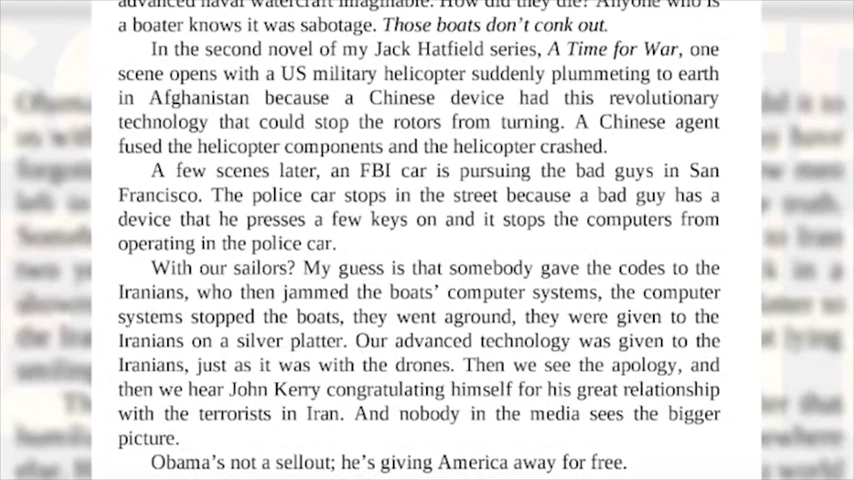 advanced naval watercraft imaginable. How did they die? Anyone who is
a boater knows it was sabotage. Those boats don't conk out.
In the second novel of my Jack Hatfield series, A Time for War, one
scene opens with a US military helicopter suddenly plummeting to earth
in Afghanistan because a Chinese device had this revolutionary
technology that could stop the rotors from turning. A Chinese agent
fused the helicopter components and the helicopter crashed.
A few scenes later, an FBI car is pursuing the bad guys in San
Francisco. The police car stops in the street because a bad guy has a
device that he presses a few keys on and it stops the computers from
operating in the police car.
With our sailors? My guess is that somebody gave the codes to the
Iranians, who then jammed the boats' computer systems, the computer
systems stopped the boats, they went aground, they were given to the
Iranians on a silver platter. Our advanced technology was given to the
Iranians, just as it was with the drones. Then we see the apology, and
then we hear John Kerry congratulating himself for his great relationship
with the terrorists in Iran. And nobody in the media sees the bigger
picture.
Obama's not a sellout; he's giving America away for free.